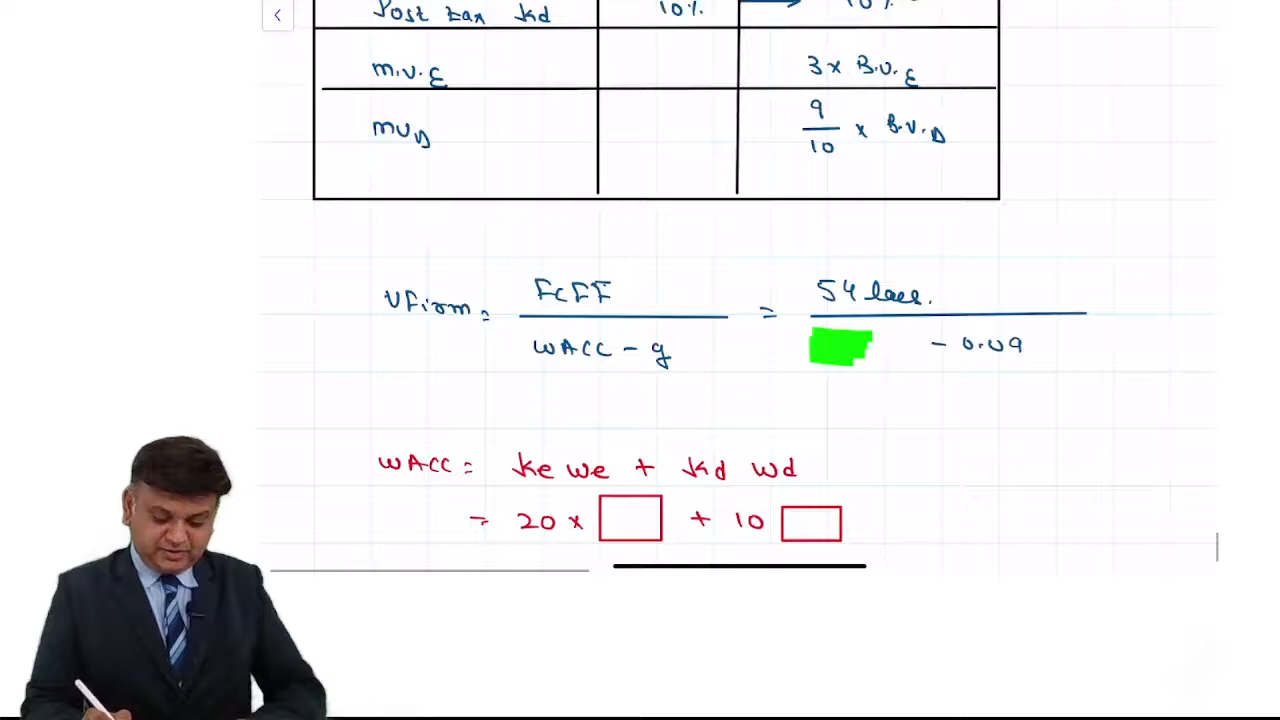 Post tax kd 10% → 10%
M.V.E 3 x B.V.E
MVD 9/10 x B.V.D
VFirm = FCFF / WACC - g = 54 lacs. / - 0.09
WACC = ke we + kd wd
= 20 x + 10